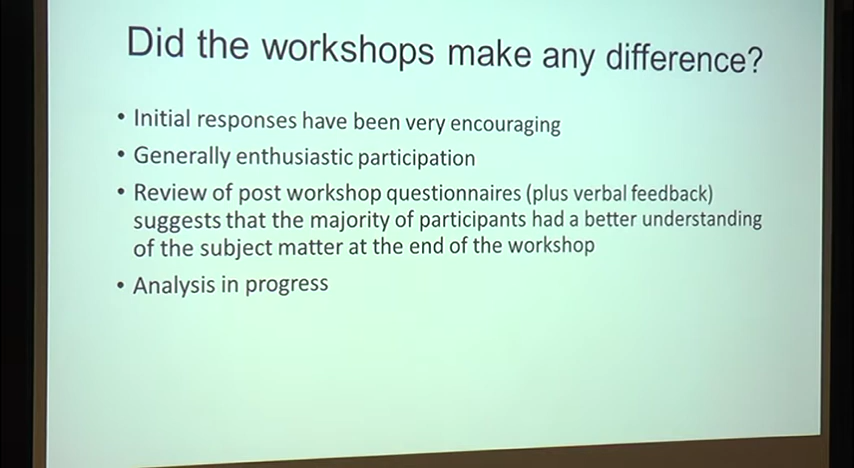 Did the workshops make any difference?
• Initial responses have been very encouraging
• Generally enthusiastic participation
• Review of post workshop questionnaires (plus verbal feedback)
suggests that the majority of participants had a better understanding
of the subject matter at the end of the workshop
• Analysis in progress